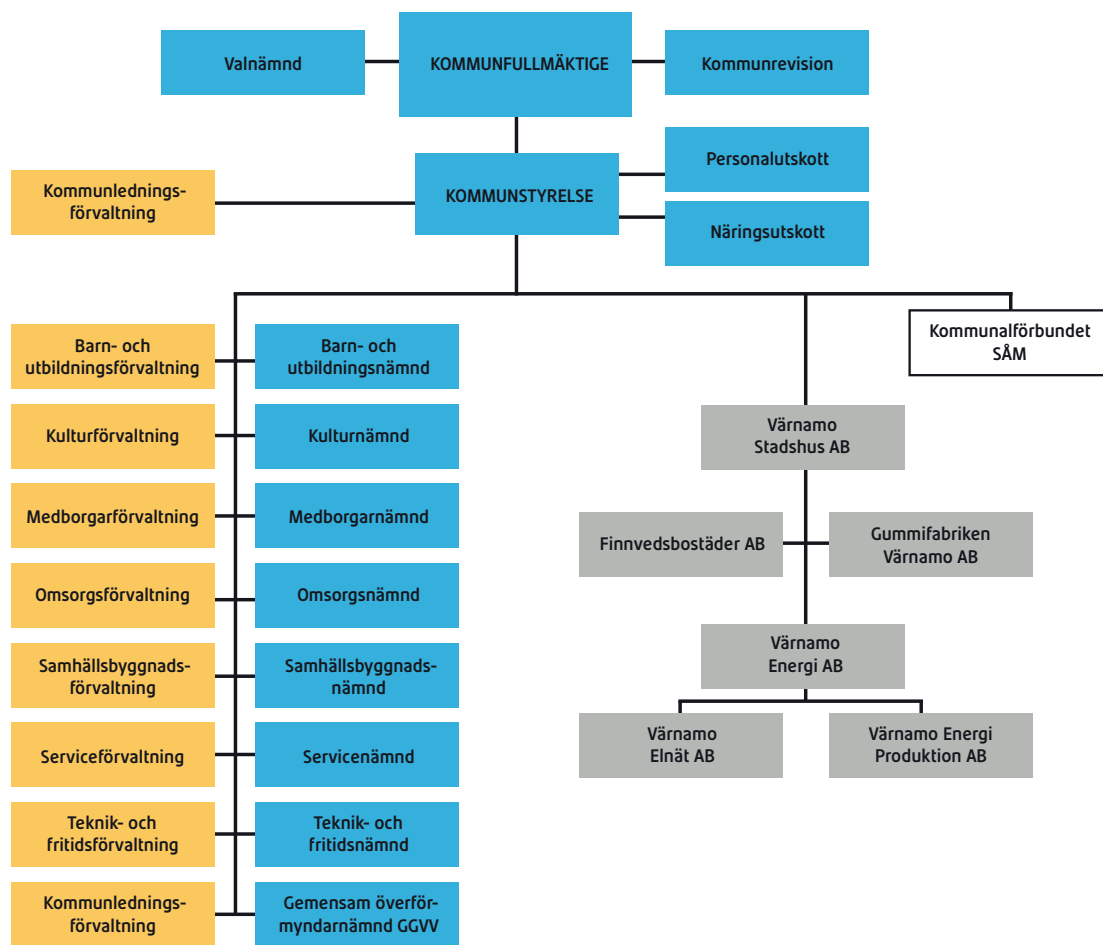 Valnämnd
KOMMUNFULLMÄKTIGE
Kommunrevision
Personalutskott
Kommunlednings-
förvaltning
KOMMUNSTYRELSE
Näringsutskott
Kommunalförbundet
SÅM
Barn- och
utbildningsförvaltning
Barn- och
utbildningsnämnd
Kulturförvaltning
Kulturnämnd
Värnamo
Stadshus AB
Medborgarförvaltning
Medborgarnämnd
Finnvedsbostäder AB
Gummifabriken
Värnamo AB
Omsorgsförvaltning
Omsorgsnämnd
Samhällsbyggnads-
förvaltning
Samhällsbyggnads-
nämnd
Värnamo
Energi AB
Serviceförvaltning
Servicenämnd
Värnamo
Elnät AB
Värnamo Energi
Produktion AB
Teknik- och
fritidsförvaltning
Teknik- och
fritidsnämnd
Kommunlednings-
förvaltning
Gemensam överför-
myndarnämnd GGVV